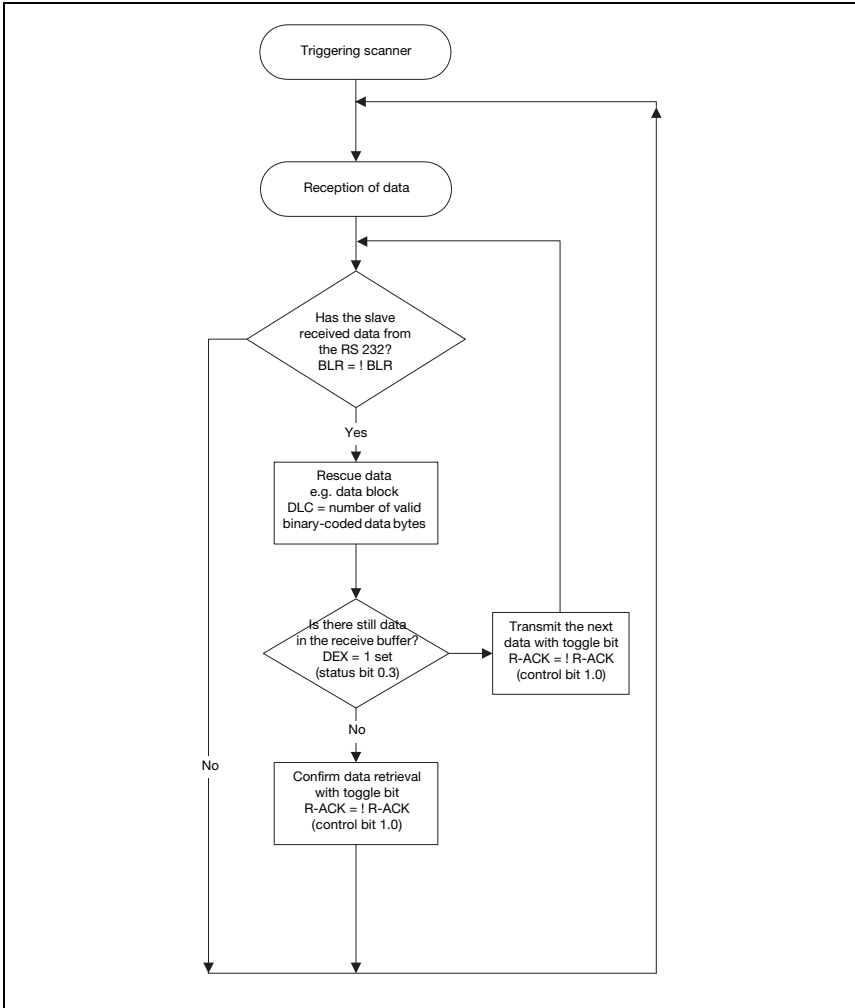 Triggering scanner
Reception of data
Has the slave
received data from
the RS 232?
BLR = ! BLR
Yes
Rescue data
e.g. data block
DLC = number of valid
binary-coded data bytes
Is there still data
in the receive buffer?
DEX = 1 set
(status bit 0.3)
Transmit the next
data with toggle bit
R-ACK = ! R-ACK
(control bit 1.0)
No
No
Confirm data retrieval
with toggle bit
R-ACK = ! R-ACK
(control bit 1.0)